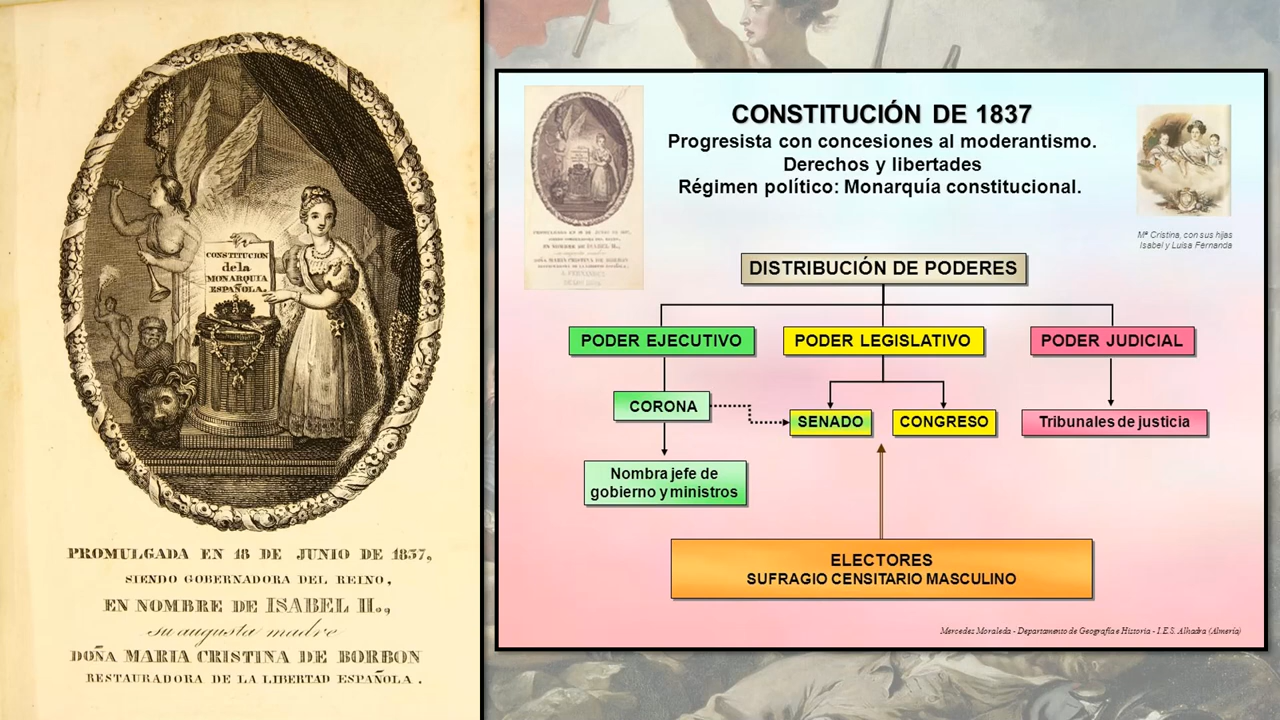 CONSTITUCION
de la
MONARQUIA
ESPAÑOLA.
PROMULGADA EN 18 DE JUNIO DE 1837,
SIENDO GOBERNADORA DEL REINO,
EN NOMBRE DE ISABEL II.,
su augusta madre
DOÑA MARIA CRISTINA DE BORBON
RESTAURADORA DE LA LIBERTAD ESPAÑOLA.
CONSTITUCIÓN DE 1837
Progresista con concesiones al moderantismo.
Derechos y libertades
Régimen político: Monarquía constitucional.
Mª Cristina, con sus hijas
Isabel y Luisa Fernanda
DISTRIBUCIÓN DE PODERES
PODER EJECUTIVO
PODER LEGISLATIVO
PODER JUDICIAL
CORONA
SENADO
CONGRESO
Tribunales de justicia
Nombra jefe de
gobierno y ministros
ELECTORES
SUFRAGIO CENSITARIO MASCULINO
Mercedes Moraleda - Departamento de Geografía e Historia - I.E.S. Alhadra (Almería)